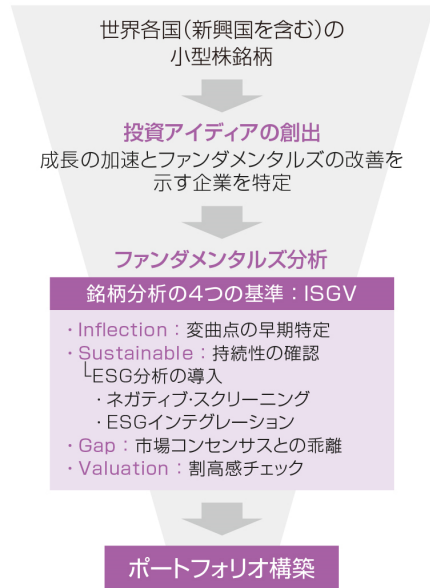 世界各国(新興国を含む)の
小型株銘柄
投資アイディアの創出
成長の加速とファンダメンタルズの改善を
示す企業を特定
ファンダメンタルズ分析
銘柄分析の4つの基準：ISGV
・Inflection：変曲点の早期特定
・Sustainable：持続性の確認
└ESG分析の導入
・ネガティブ・スクリーニング
・ESGインテグレーション
・Gap：市場コンセンサスとの乖離
・Valuation：割高感チェック
ポートフォリオ構築